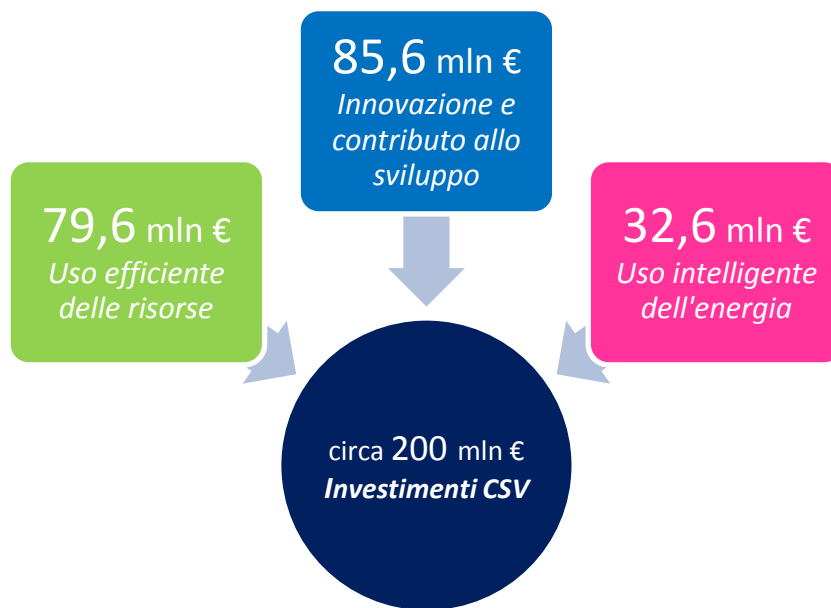 85,6 mln €
Innovazione e
contributo allo
sviluppo
79,6 mln €
Uso efficiente
delle risorse
32,6 mln €
Uso intelligente
dell'energia
circa 200 mln €
Investimenti CSV